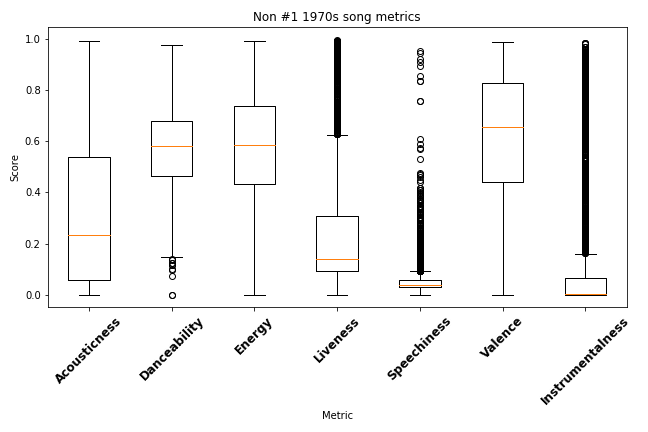 Non #1 1970s song metrics
1.0
0.8
0.6
0.4
0.2
0.0
Score
Acousticness
Danceability
Energy
Liveness
Speechiness
Valence
Instrumentalness
Metric